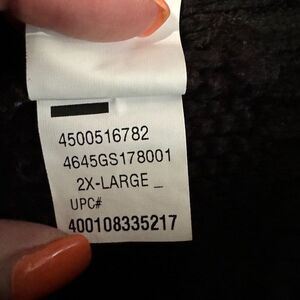 4500516782
4645GS178001
2X-LARGE _
UPC#
400108335217